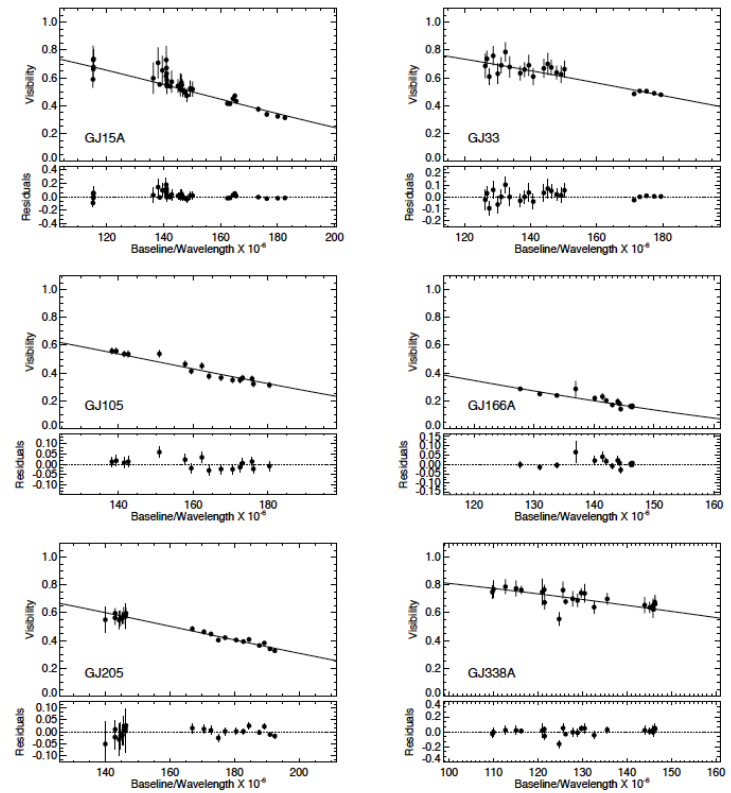 1.0
0.8
0.6
0.4
0.2
0.0
Visibility
GJ15A
0.4
0.2
0.0
-0.2
-0.4
Residuals
120 140 160 180 200
Baseline/Wavelength X 10⁻⁶
1.0
0.8
0.6
0.4
0.2
0.0
Visibility
GJ33
0.2
0.1
0.0
-0.1
-0.2
Residuals
120 140 160 180
Baseline/Wavelength X 10⁻⁶
1.0
0.8
0.6
0.4
0.2
0.0
Visibility
GJ105
0.10
0.05
0.00
-0.05
-0.10
Residuals
140 160 180
Baseline/Wavelength X 10⁻⁶
1.0
0.8
0.6
0.4
0.2
0.0
Visibility
GJ166A
0.15
0.10
0.05
0.00
-0.05
-0.10
-0.15
Residuals
120 130 140 150 160
Baseline/Wavelength X 10⁻⁶
1.0
0.8
0.6
0.4
0.2
0.0
Visibility
GJ205
0.10
0.05
0.00
-0.05
-0.10
Residuals
140 160 180 200
Baseline/Wavelength X 10⁻⁶
1.0
0.8
0.6
0.4
0.2
0.0
Visibility
GJ338A
0.4
0.2
0.0
-0.2
-0.4
Residuals
100 110 120 130 140 150 160
Baseline/Wavelength X 10⁻⁶